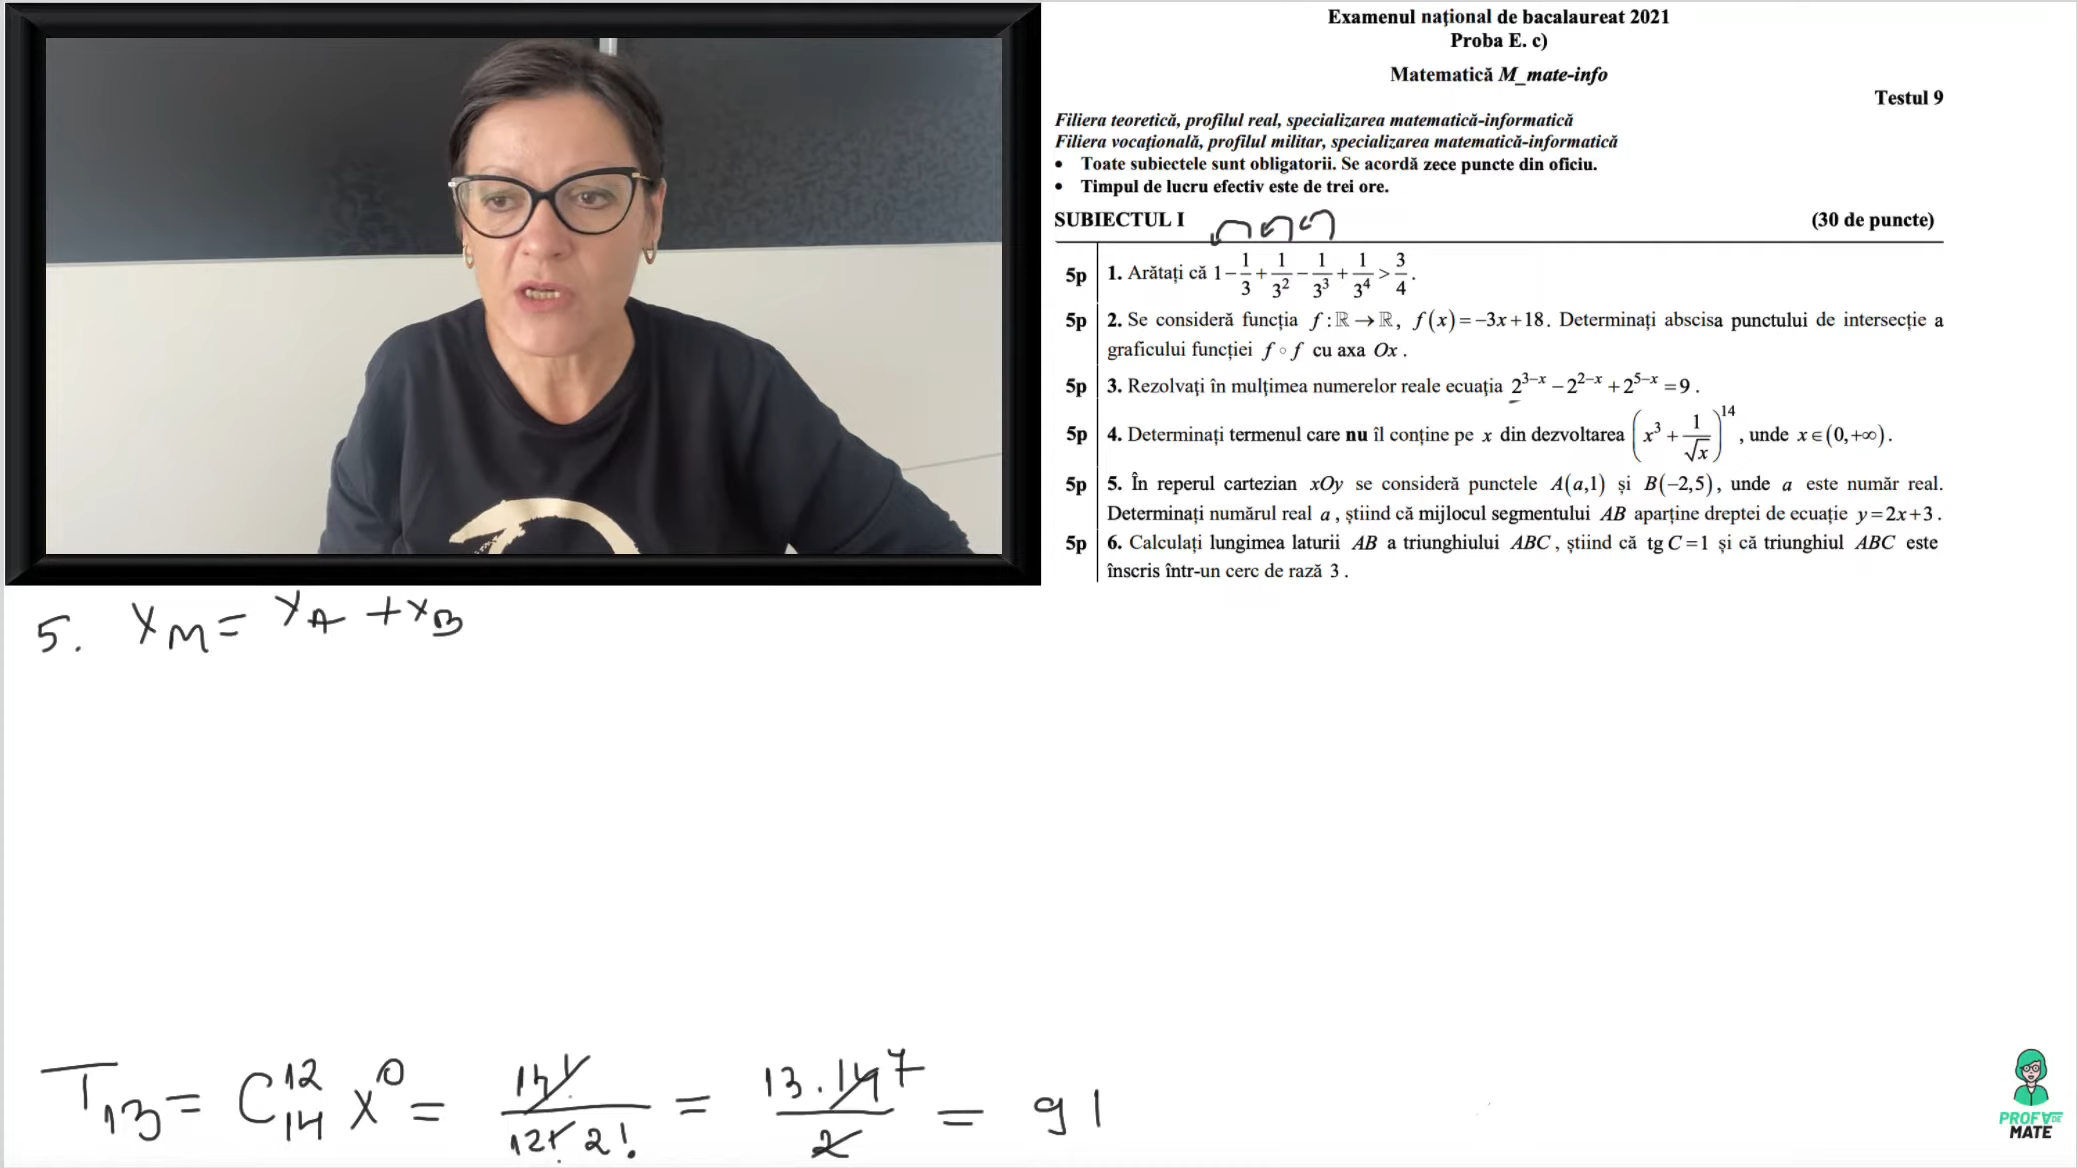 Examenul național de bacalaureat 2021
Proba E. c)
Matematică M_mate-info
Testul 9
Filiera teoretică, profilul real, specializarea matematică-informatică
Filiera vocațională, profilul militar, specializarea matematică-informatică
• Toate subiectele sunt obligatorii. Se acordă zece puncte din oficiu.
• Timpul de lucru efectiv este de trei ore.
SUBIECTUL I (30 de puncte)
5p 1. Arătați că 1 − 1/3 + 1/3² − 1/3³ + 1/3⁴ > 3/4 .
5p 2. Se consideră funcția f : ℝ → ℝ, f(x) = −3x + 18. Determinați abscisa punctului de intersecție a
graficului funcției f ∘ f cu axa Ox .
5p 3. Rezolvați în mulțimea numerelor reale ecuația 2^(3−x) − 2^(2−x) + 2^(5−x) = 9 .
5p 4. Determinați termenul care nu îl conține pe x din dezvoltarea (x³ + 1/√x)^14 , unde x ∈ (0, +∞) .
5p 5. În reperul cartezian xOy se consideră punctele A(a,1) și B(−2,5), unde a este număr real.
Determinați numărul real a , știind că mijlocul segmentului AB aparține dreptei de ecuație y = 2x + 3 .
5p 6. Calculați lungimea laturii AB a triunghiului ABC , știind că tg C = 1 și că triunghiul ABC este
înscris într-un cerc de rază 3 .
5. x_M = x_A + x_B
T_13 = C_14^12 x^0 = 14! / 12! 2! = 13 · 14 7 / 2 = 91
PROFA DE
MATE